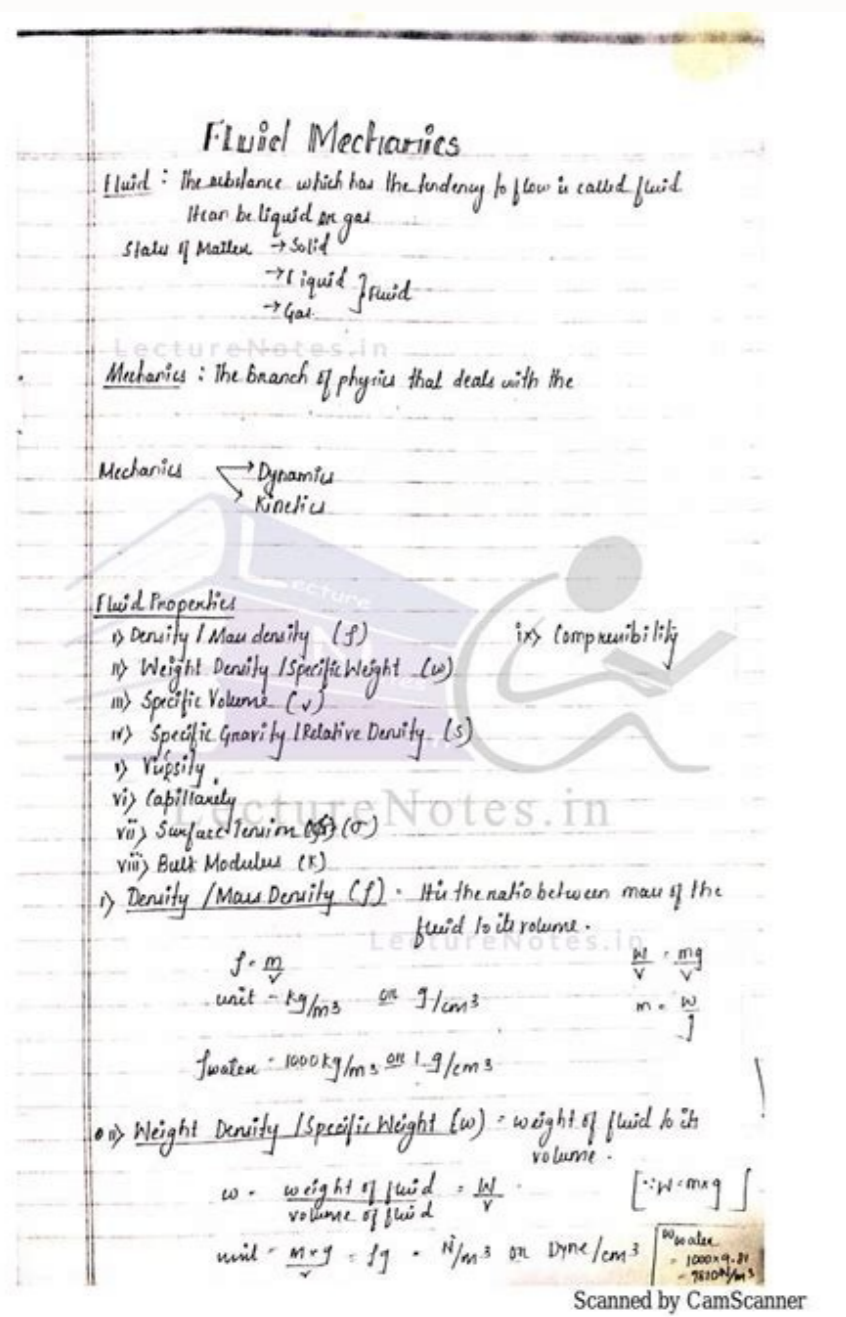 Fluid Mechanics
Fluid : The substance which has the tendency to flow is called fluid
It can be liquid or gas
States of Matter → Solid
→ Liquid } Fluid
→ Gas
LectureNotes.in
Mechanics : The Branch of physics that deals with the
Mechanics → Dynamics
→ Kinetics
Lecture
Fluid Properties
i) Density / Mass density (ρ)
ix) Compressibility
ii) Weight Density / Specific Weight (w)
iii) Specific Volume (v)
iv) Specific Gravity / Relative Density (S)
v)
vi) Capillarity
vii) Surface Tension (σ)
viii) Bulk Modulus (K)
LectureNotes.in
i) Density / Mass Density (ρ) - It is the ratio between mass of the
fluid to its volume.
LectureNotes.in
ρ = m/v
W/V = mg/V
unit - kg/m3 or g/cm3
m = W/g
ρwater = 1000 kg/m3 or 1 g/cm3
ii) Weight Density / Specific Weight (w) = weight of fluid to its
volume.
w = weight of fluid / volume of fluid = W/V
[∵ W = m×g]
unit = m×g/v = ρg = N/m3 or Dyne/cm3
Wwater
= 1000×9.81
= 9810 N/m3
Scanned by CamScanner